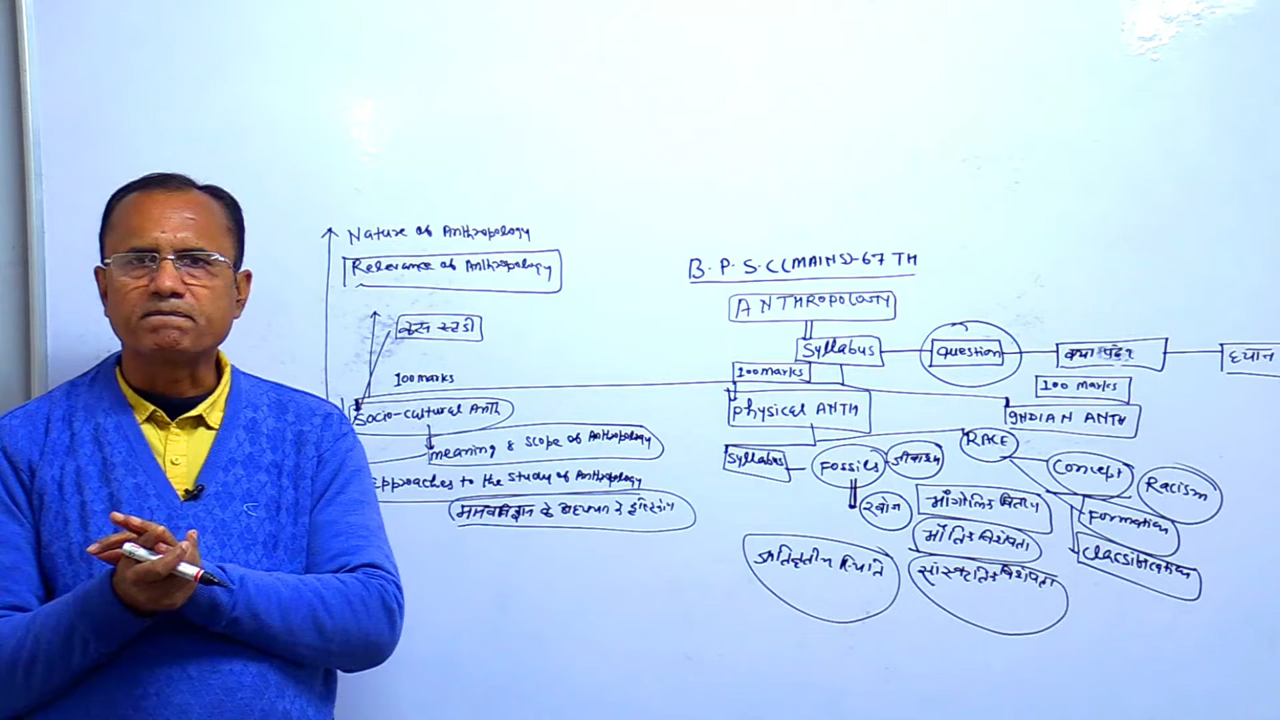 Nature of Anthropology
Relevance of Anthropology
केस स्टडी
100 marks
Socio-cultural Anth
meaning & scope of Anthropology
Approaches to the study of Anthropology
मानवविज्ञान के अध्ययन के दृष्टिकोण
B.P.S.C (MAINS)-67 TH
ANTHROPOLOGY
Syllabus
Question
क्या पढ़ें
ध्यान
100 marks
100 marks
Physical ANTH
INDIAN ANTH
Syllabus
Fossils
जीवाश्म
RACE
Concept
Racism
खोज
भौगोलिक वितरण
Formation
भौतिक विशेषता
Classification
सांस्कृतिक विशेषता